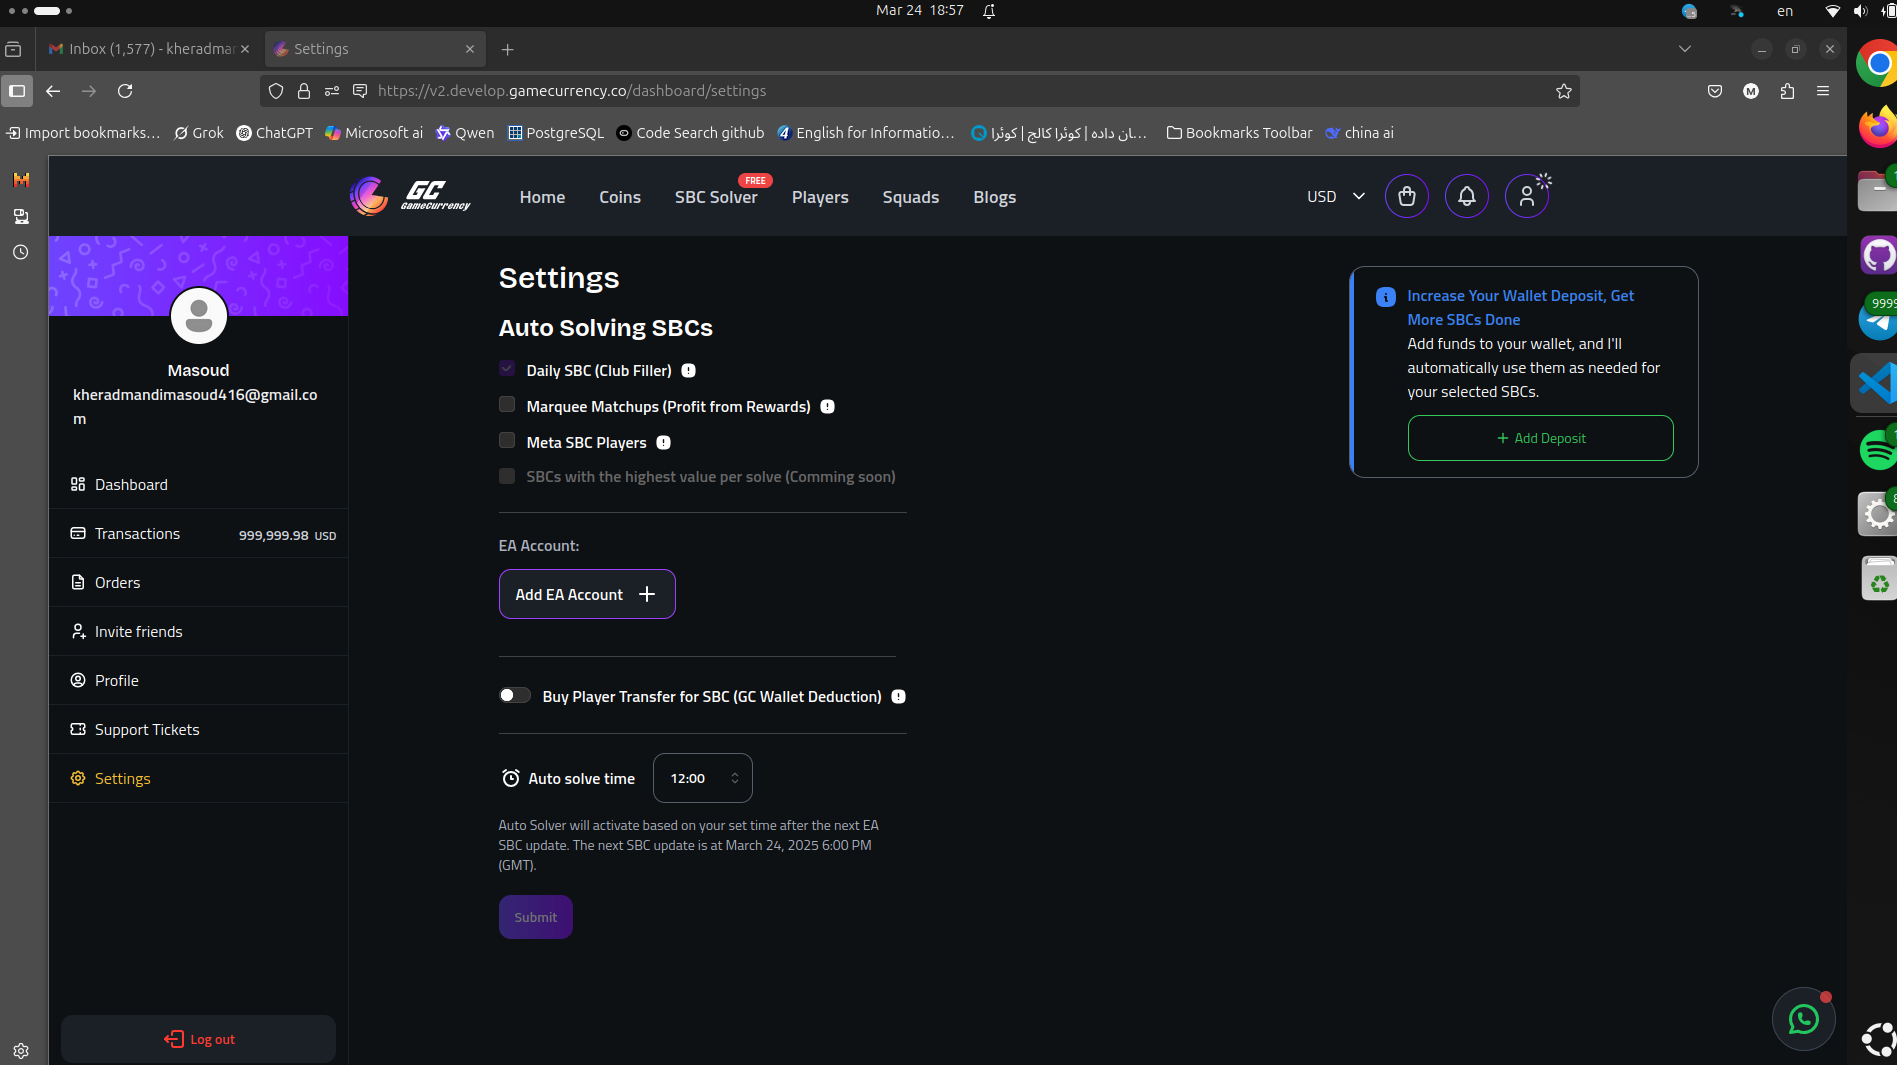 Mar 24 18:57
en
Inbox (1,577) - kheradmar
Settings
https://v2.develop.gamecurrency.co/dashboard/settings
M
Import bookmarks...
Grok
ChatGPT
Microsoft ai
Qwen
PostgreSQL
Code Search github
English for Informatio...
ـان داده | کوئرا کالج | کوئرا...
Bookmarks Toolbar
china ai
GC
GameCurrency
Home
Coins
SBC Solver
FREE
Players
Squads
Blogs
USD
9999
Masoud
kheradmandimasoud416@gmail.co
m
Dashboard
Transactions
999,999.98 USD
Orders
Invite friends
Profile
Support Tickets
Settings
Log out
Settings
Auto Solving SBCs
Daily SBC (Club Filler)
Marquee Matchups (Profit from Rewards)
Meta SBC Players
SBCs with the highest value per solve (Comming soon)
EA Account:
Add EA Account +
Buy Player Transfer for SBC (GC Wallet Deduction)
Auto solve time
12:00
Auto Solver will activate based on your set time after the next EA
SBC update. The next SBC update is at March 24, 2025 6:00 PM
(GMT).
Submit
Increase Your Wallet Deposit, Get
More SBCs Done
Add funds to your wallet, and I'll
automatically use them as needed for
your selected SBCs.
+ Add Deposit